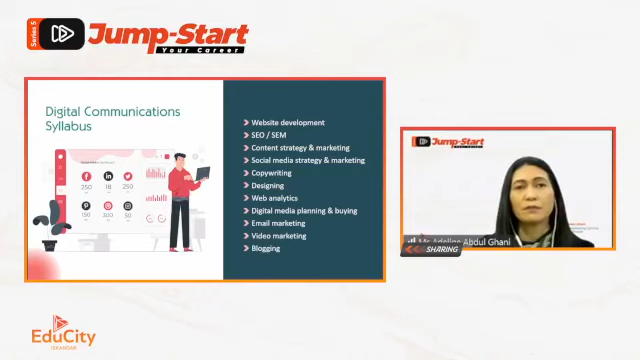 Series 5
Jump-Start
Your Career
Digital Communications
Syllabus
250
18
250
150
300
50
Website development
SEO / SEM
Content strategy & marketing
Social media strategy & marketing
Copywriting
Designing
Web analytics
Digital media planning & buying
Email marketing
Video marketing
Blogging
Jump-Start
Adeline Abdul Ghani
SHARING
EduCity
ISKANDAR